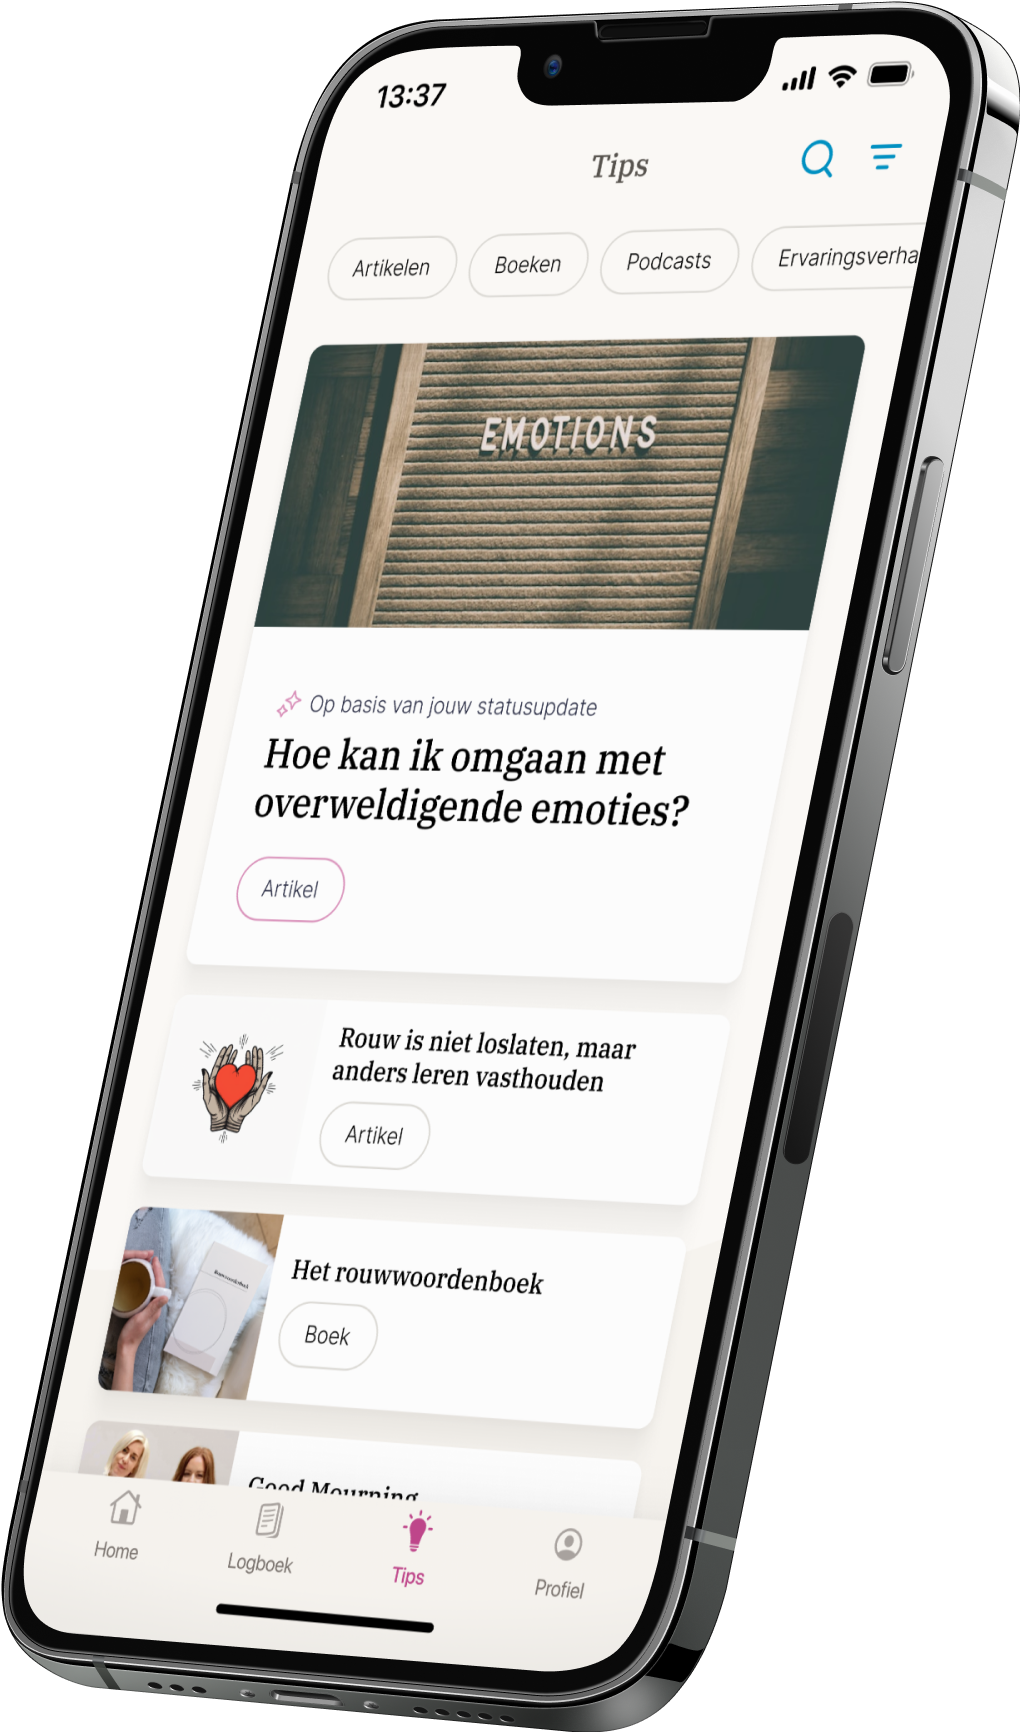 13:37
Tips
Artikelen
Boeken
Podcasts
Ervaringsverha
EMOTIONS
Op basis van jouw statusupdate
Hoe kan ik omgaan met
overweldigende emoties?
Artikel
Rouw is niet loslaten, maar
anders leren vasthouden
Artikel
Het rouwwoordenboek
Boek
Good Mourning
Home
Logboek
Tips
Profiel